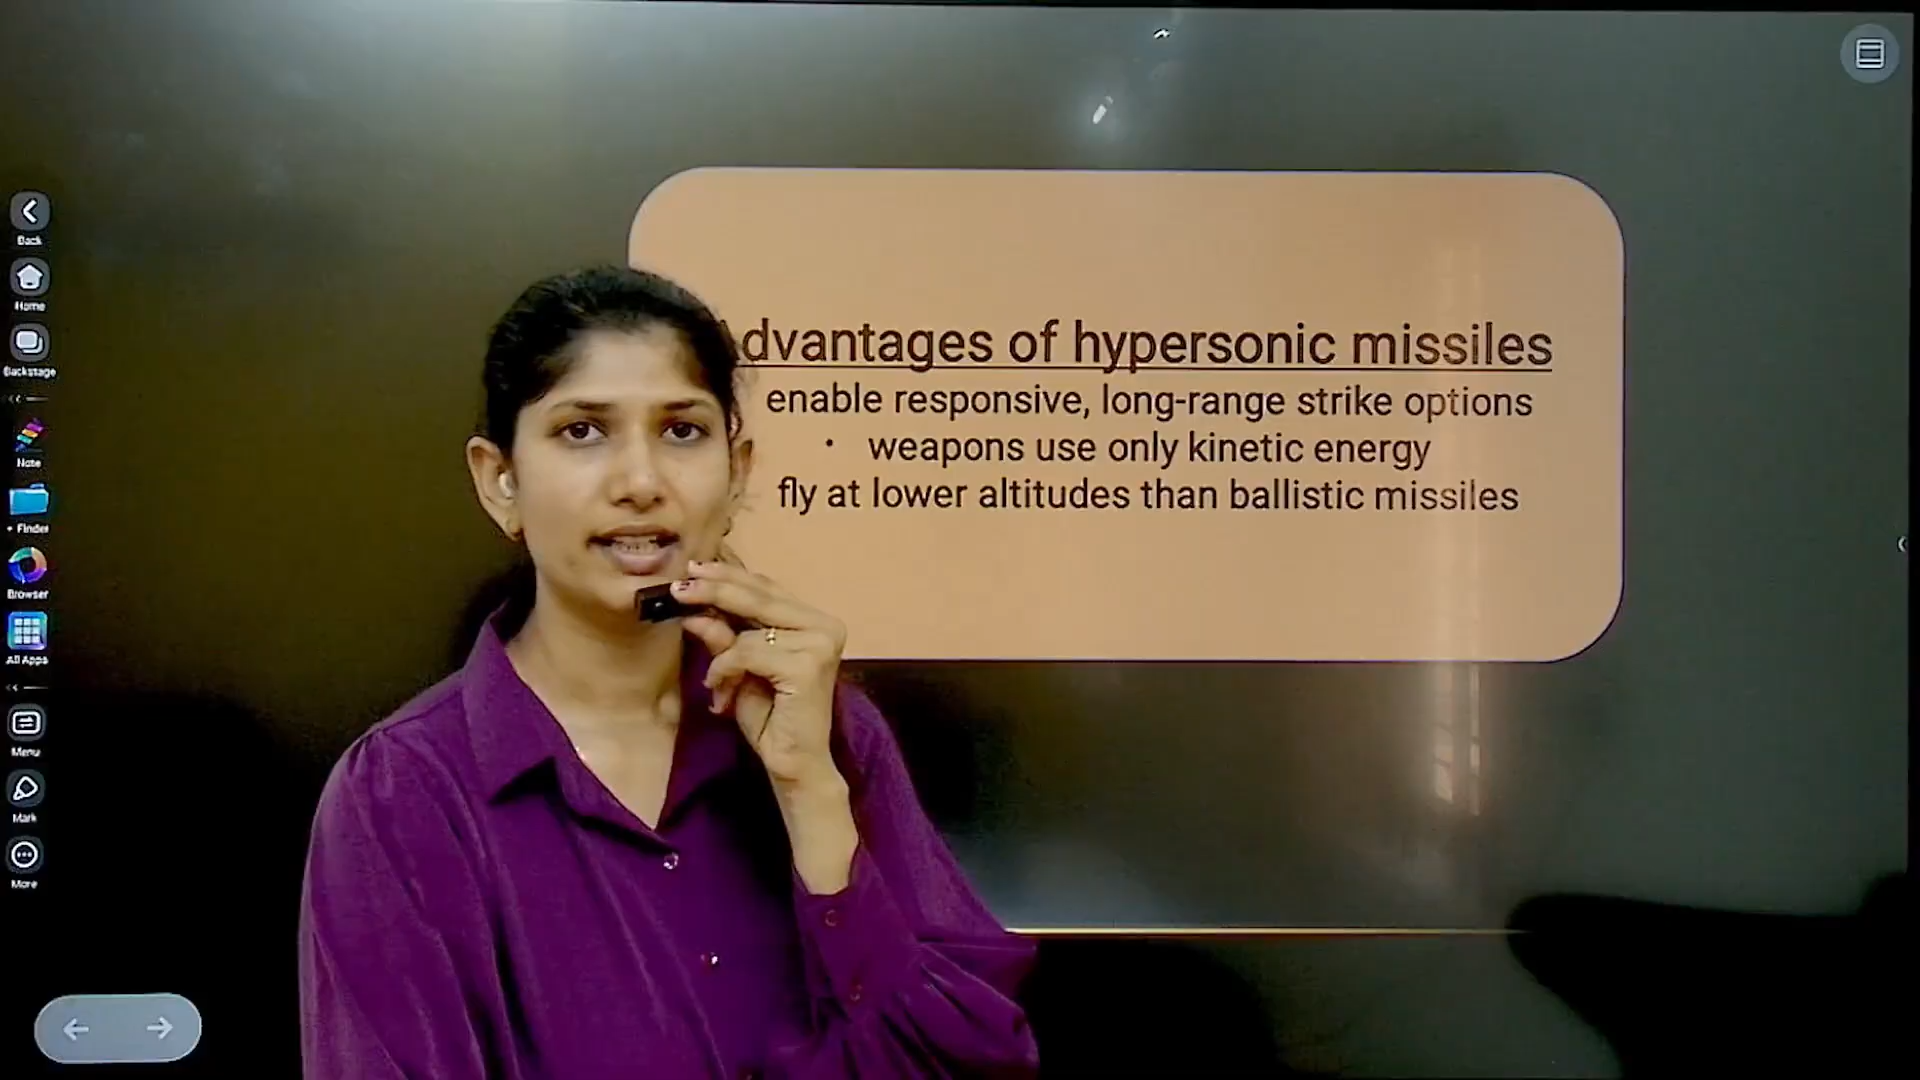 Advantages of hypersonic missiles
enable responsive, long-range strike options
• weapons use only kinetic energy
fly at lower altitudes than ballistic missiles
Back
Home
Backstage
Note
Finder
Browser
All Apps
Menu
Mark
More